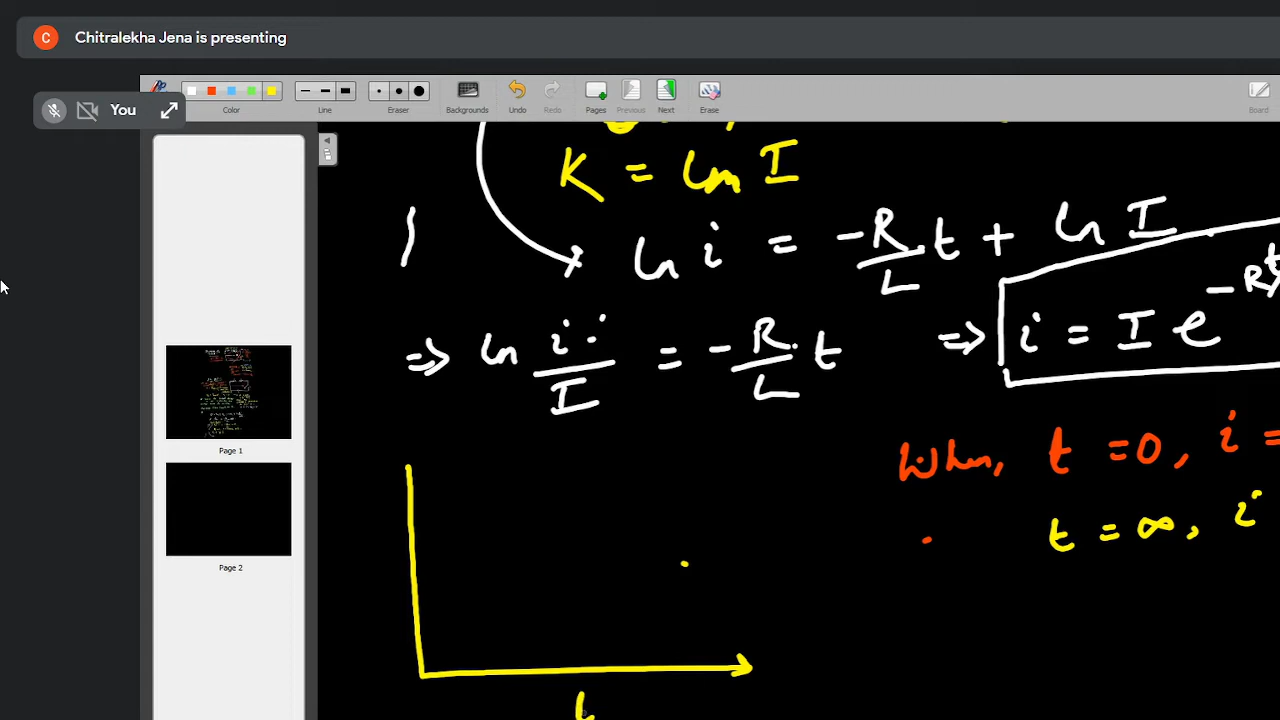 Chitralekha Jena is presenting
You
Color Line Eraser Backgrounds Undo Redo Pages Previous Next Erase Board
K = ln I
ln i = -R/L t + ln I
=> ln i/I = -R/L t => i = I e^-R t
When, t = 0, i =
t = ∞, i
Page 1
Page 2
t